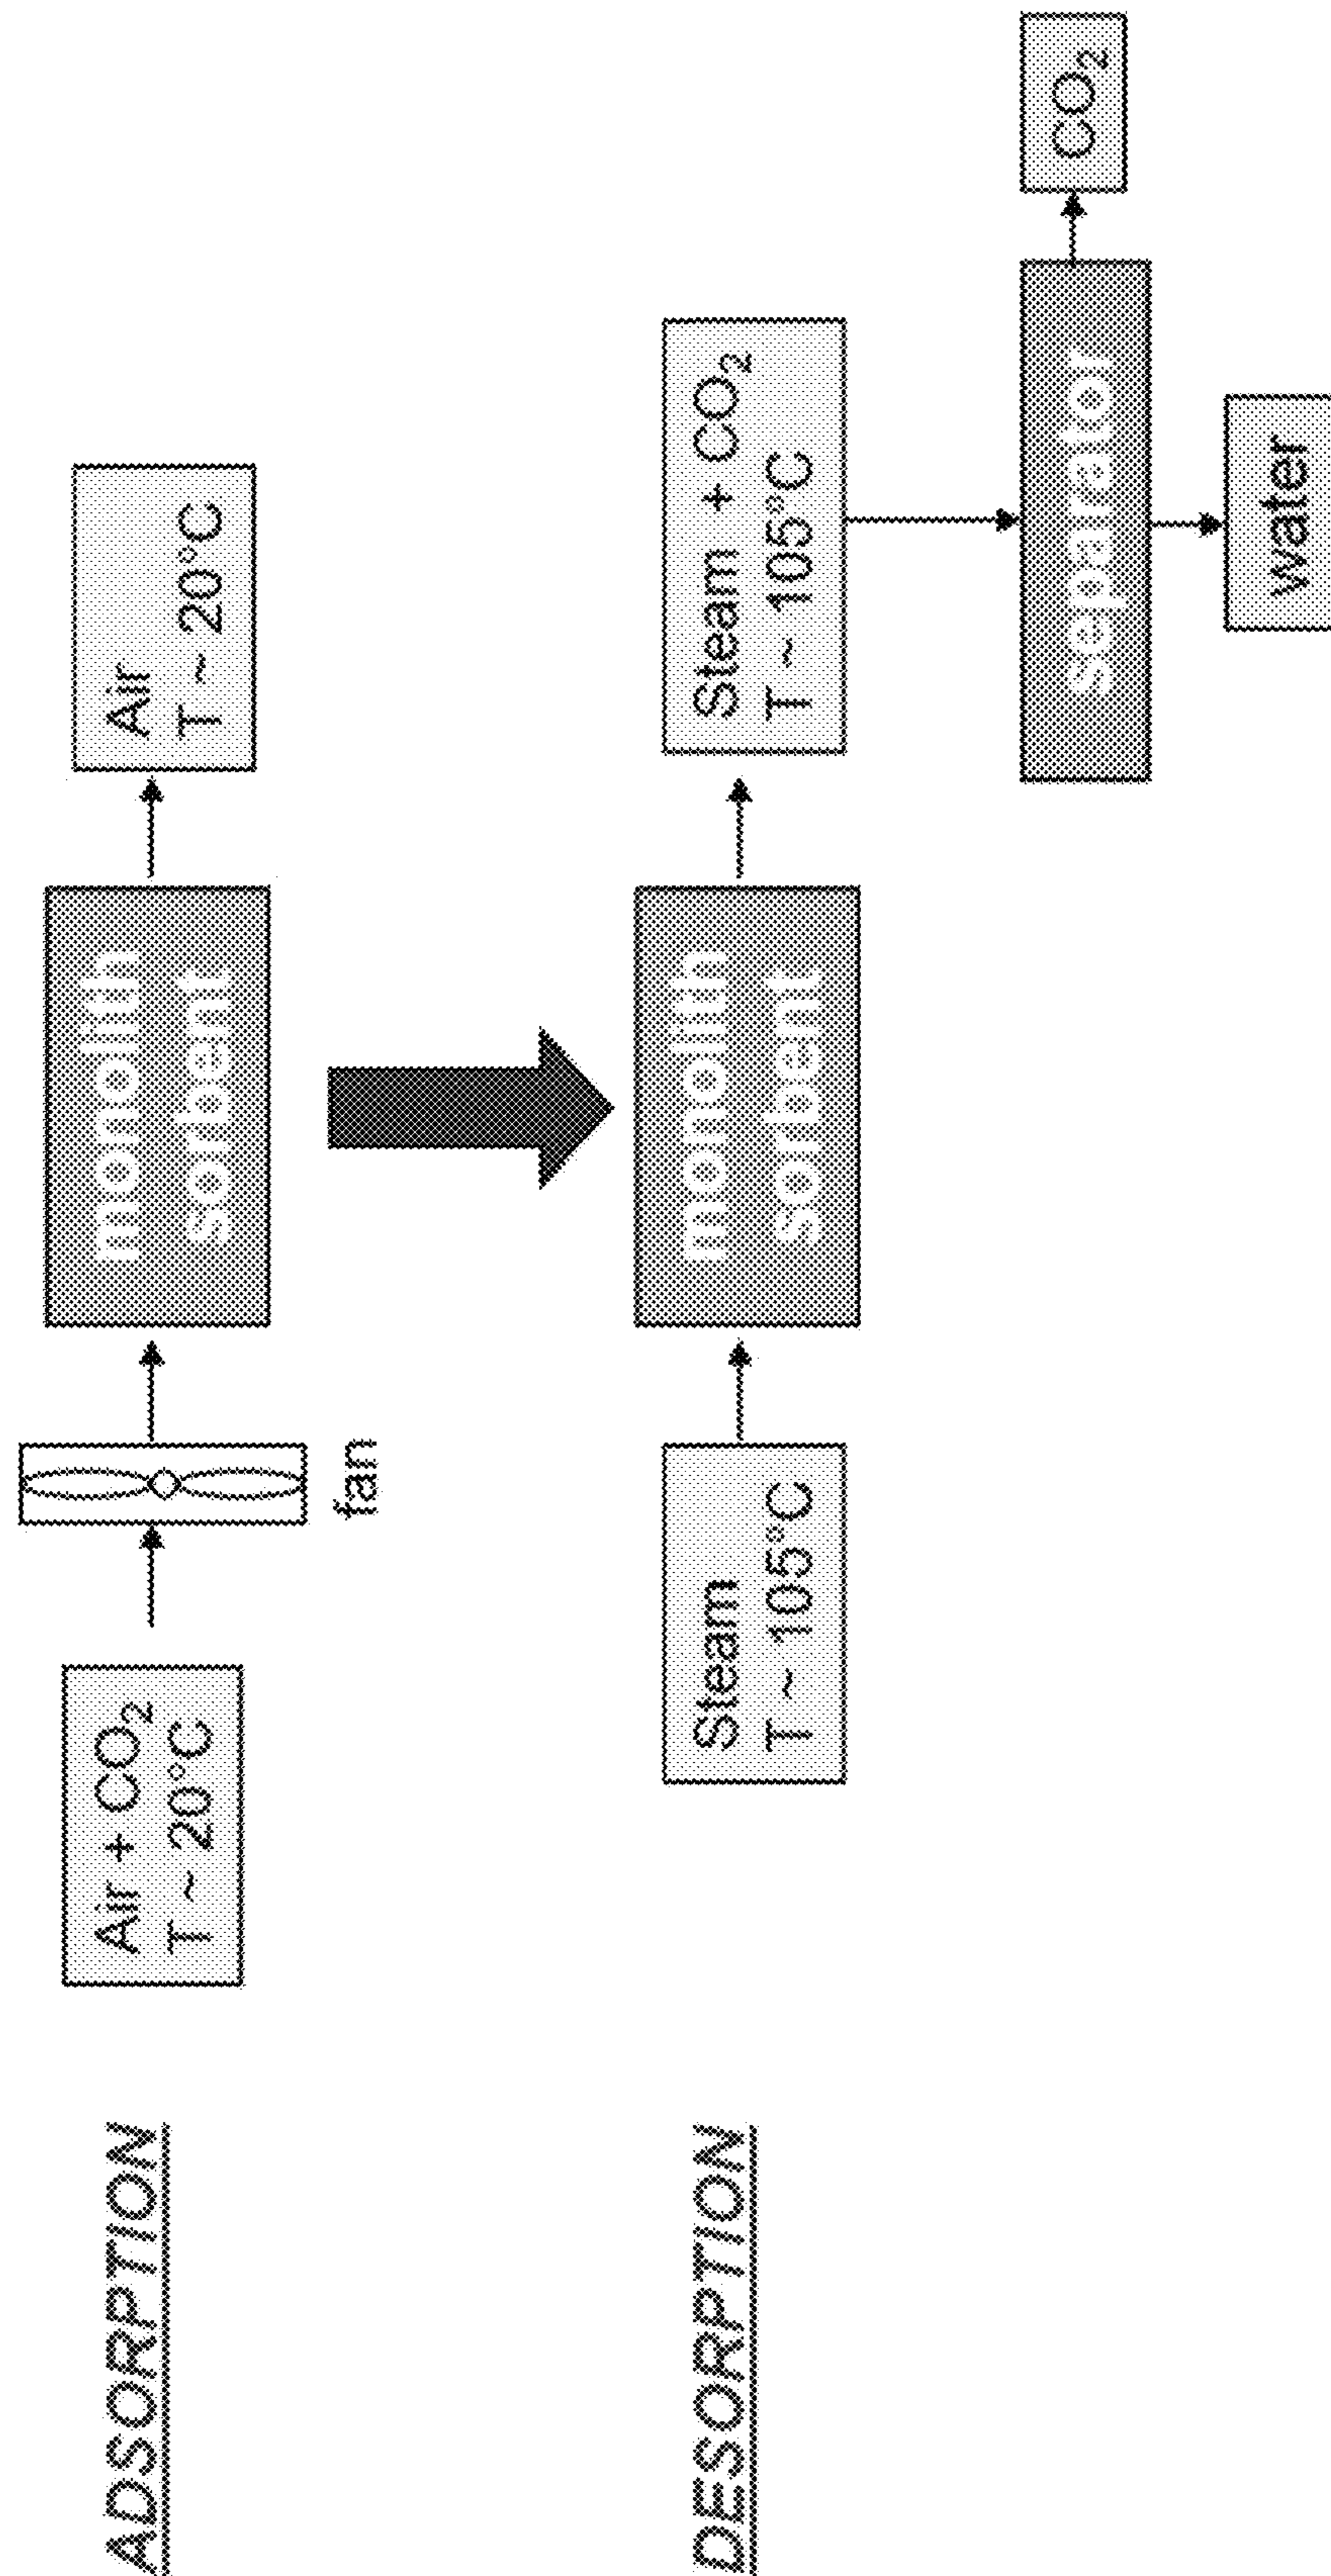 ADSORPTION
Air + CO₂
T ~ 20°C
fan
monolith
sorbent
Air
T ~ 20°C
DESORPTION
Steam
T ~ 105°C
monolith
sorbent
Steam + CO₂
T ~ 105°C
separator
CO₂
water